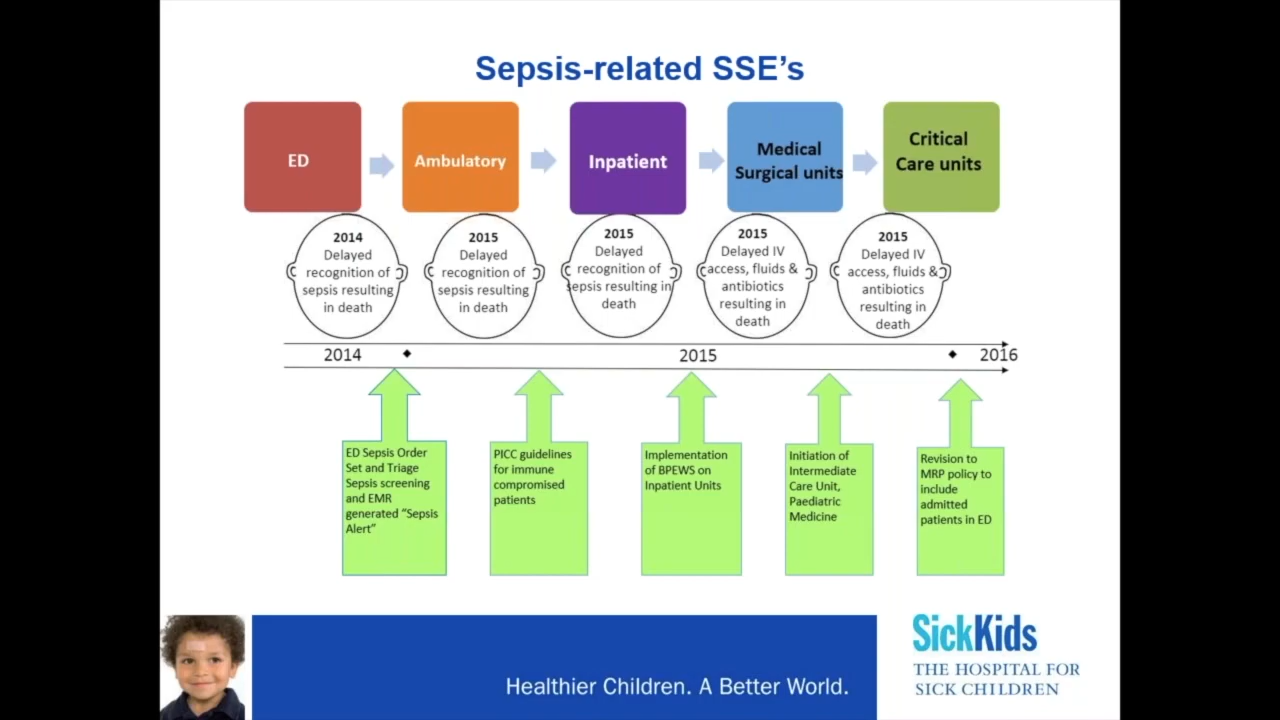 Sepsis-related SSE's
ED
Ambulatory
Inpatient
Medical
Surgical units
Critical
Care units
2014
Delayed
recognition of
sepsis resulting
in death
2015
Delayed
recognition of
sepsis resulting
in death
2015
Delayed
recognition of
sepsis resulting in
death
2015
Delayed IV
access, fluids &
antibiotics
resulting in
death
2015
Delayed IV
access, fluids &
antibiotics
resulting in
death
2014
2015
2016
ED Sepsis Order
Set and Triage
Sepsis screening
and EMR
generated “Sepsis
Alert”
PICC guidelines
for immune
compromised
patients
Implementation
of BPEWS on
Inpatient Units
Initiation of
Intermediate
Care Unit,
Paediatric
Medicine
Revision to
MRP policy to
include
admitted
patients in ED
Healthier Children. A Better World.
SickKids
THE HOSPITAL FOR
SICK CHILDREN